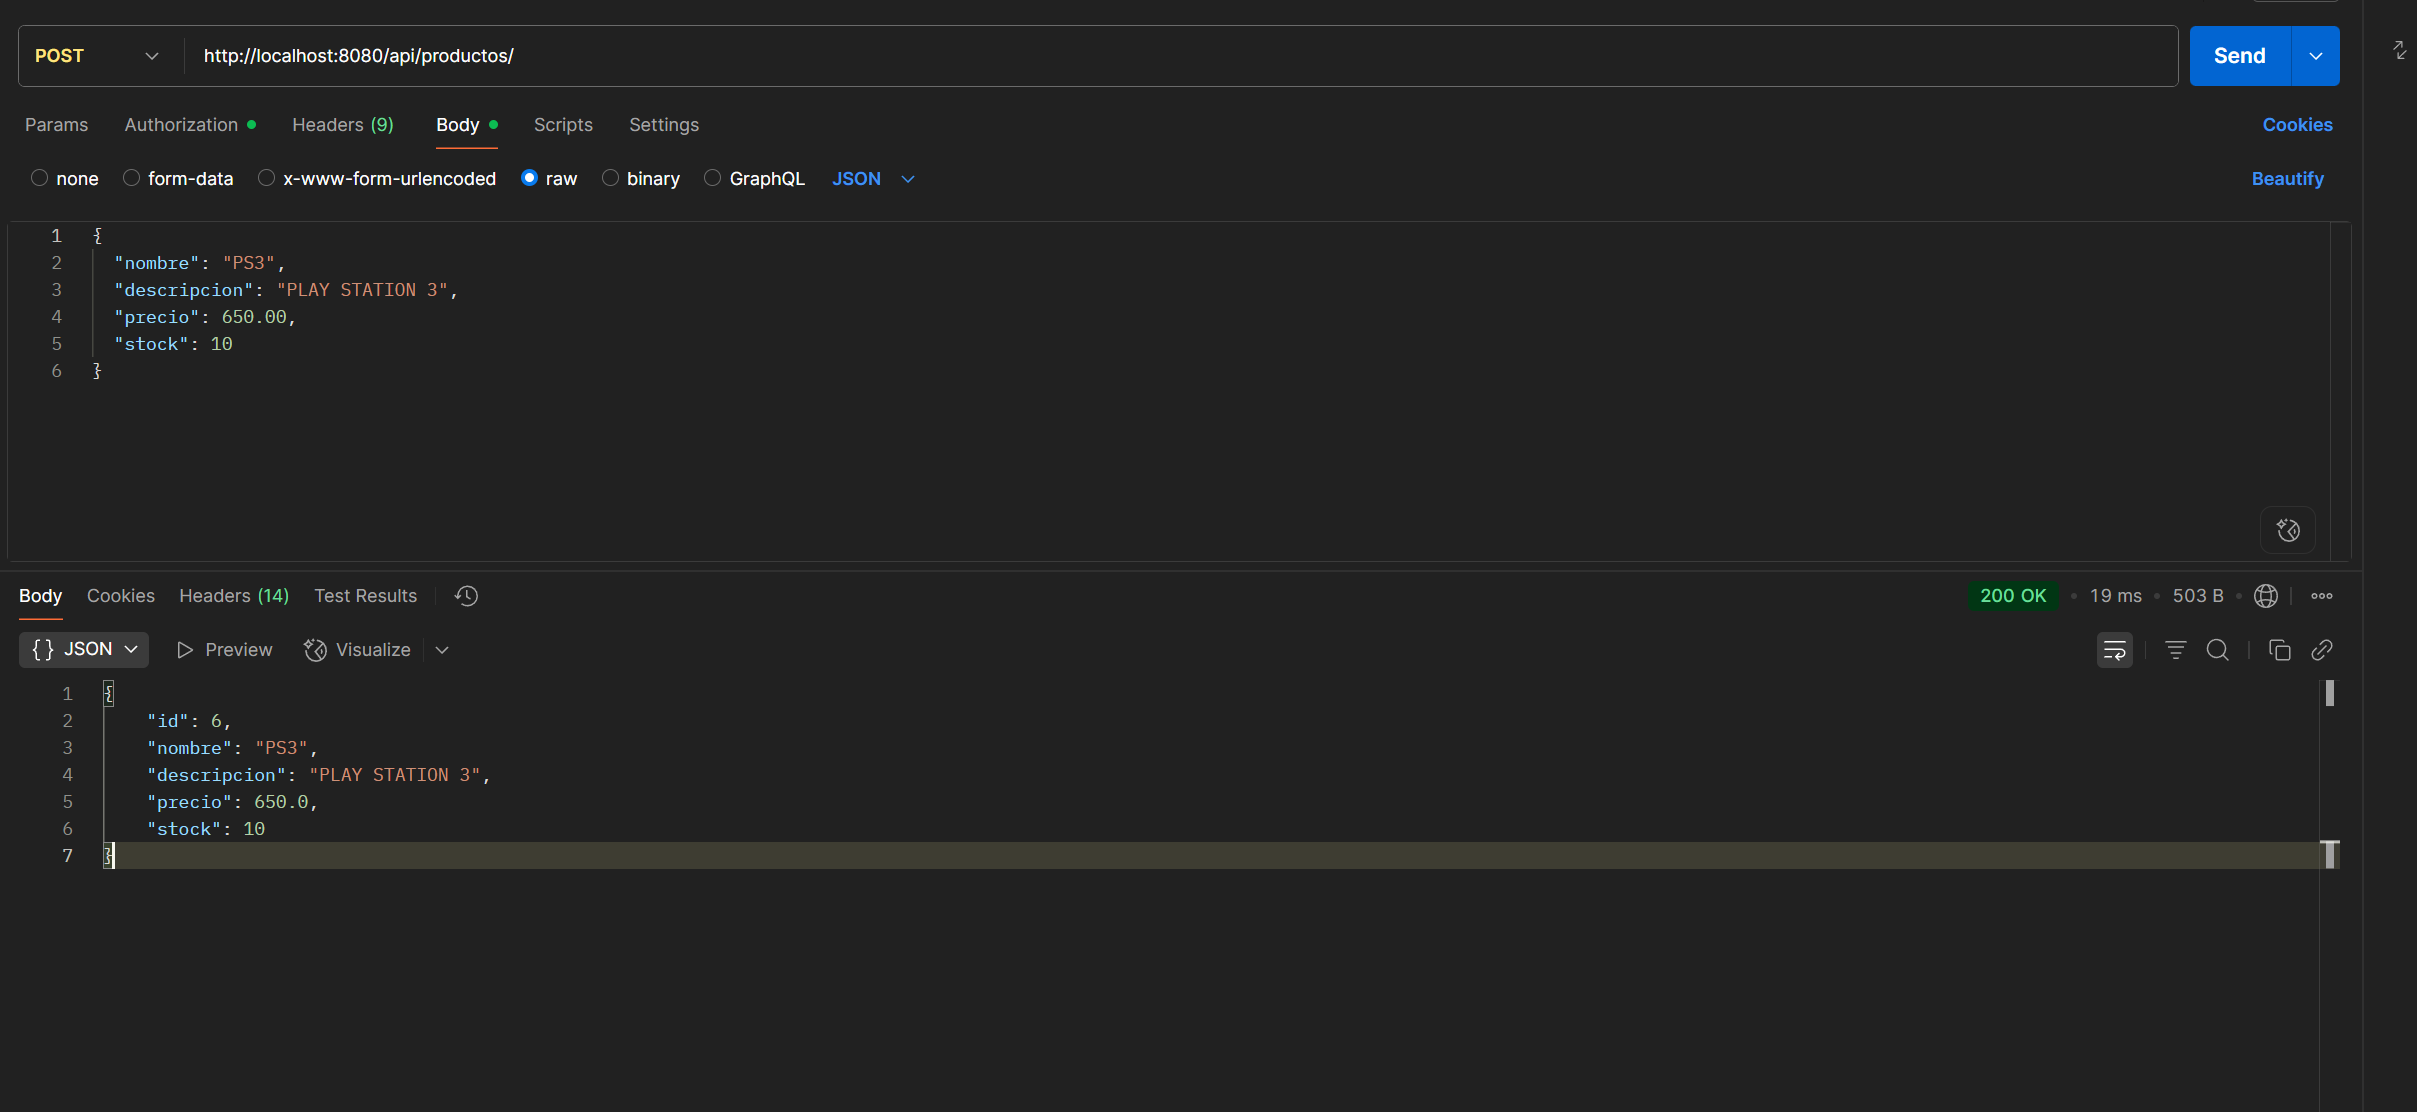 POST http://localhost:8080/api/productos/ Send
Params Authorization Headers (9) Body Scripts Settings Cookies
none form-data x-www-form-urlencoded raw binary GraphQL JSON Beautify
1 {
2 "nombre": "PS3",
3 "descripcion": "PLAY STATION 3",
4 "precio": 650.00,
5 "stock": 10
6 }
Body Cookies Headers (14) Test Results 200 OK • 19 ms • 503 B •
{} JSON Preview Visualize
1 {
2 "id": 6,
3 "nombre": "PS3",
4 "descripcion": "PLAY STATION 3",
5 "precio": 650.0,
6 "stock": 10
7 }